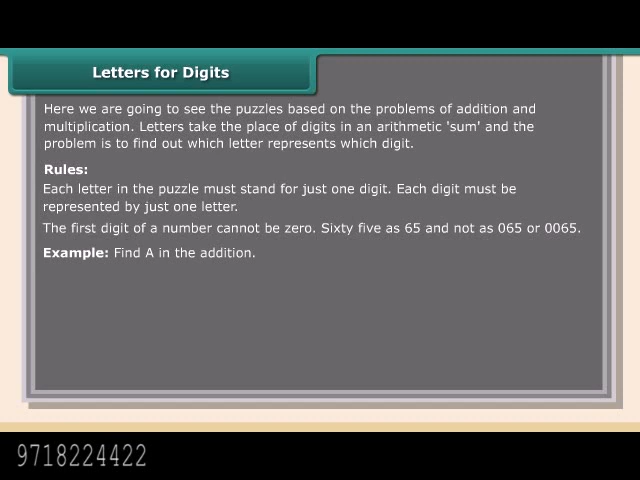 Letters for Digits
Here we are going to see the puzzles based on the problems of addition and
multiplication. Letters take the place of digits in an arithmetic 'sum' and the
problem is to find out which letter represents which digit.
Rules:
Each letter in the puzzle must stand for just one digit. Each digit must be
represented by just one letter.
The first digit of a number cannot be zero. Sixty five as 65 and not as 065 or 0065.
Example: Find A in the addition.
9718224422